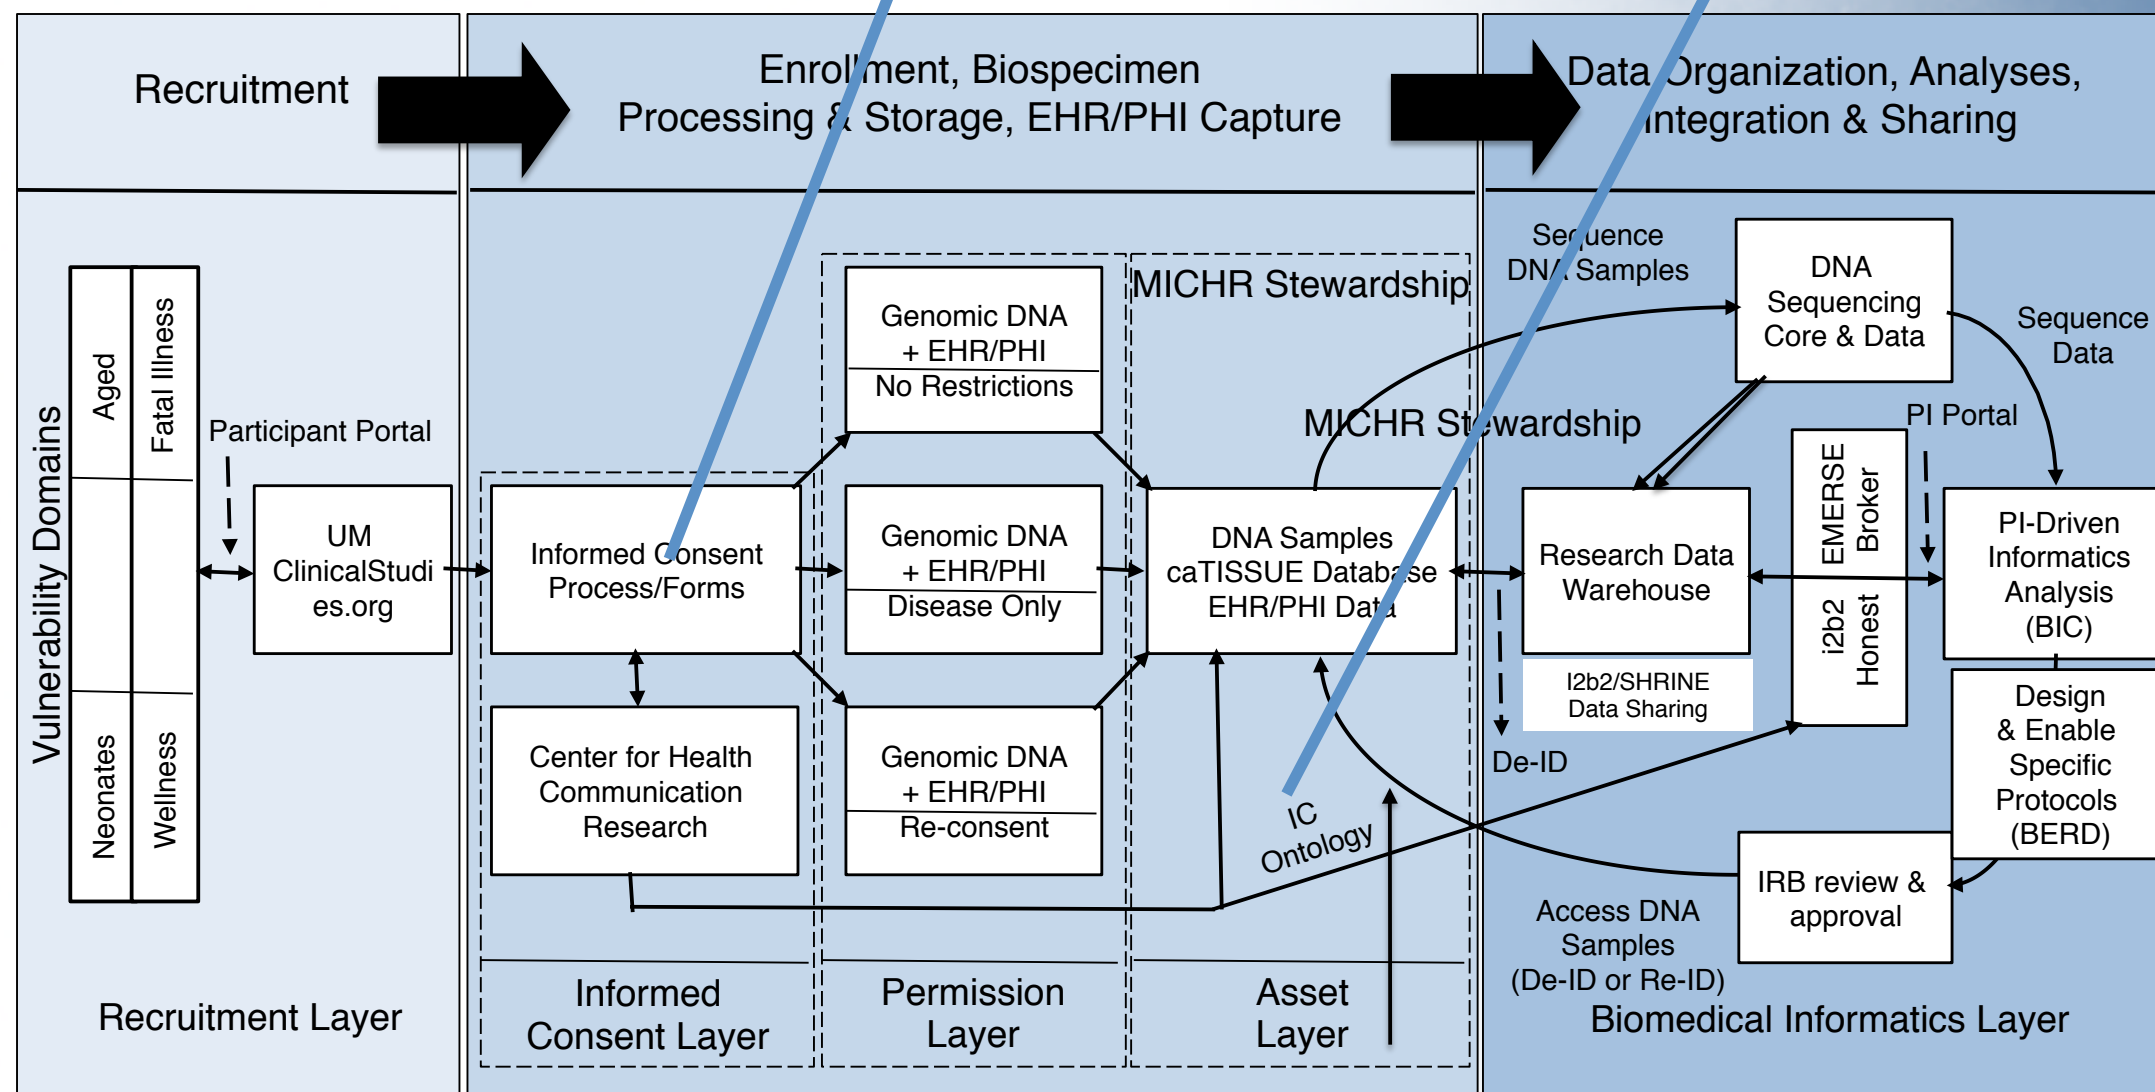 Recruitment
Enrollment, Biospecimen
Processing & Storage, EHR/PHI Capture
Data Organization, Analyses,
Integration & Sharing
Vulnerability Domains
Aged
Fatal Illness
Neonates
Wellness
Participant Portal
UM
ClinicalStudi
es.org
Recruitment Layer
Informed Consent
Process/Forms
Center for Health
Communication
Research
Informed
Consent Layer
Genomic DNA
+ EHR/PHI
No Restrictions
Genomic DNA
+ EHR/PHI
Disease Only
Genomic DNA
+ EHR/PHI
Re-consent
Permission
Layer
MICHR Stewardship
MICHR Stewardship
DNA Samples
caTISSUE Database
EHR/PHI Data
IC
Ontology
Asset
Layer
Sequence
DNA Samples
DNA
Sequencing
Core & Data
Sequence
Data
PI Portal
Research Data
Warehouse
I2b2/SHRINE
Data Sharing
De-ID
i2b2 EMERSE
Honest Broker
PI-Driven
Informatics
Analysis
(BIC)
Design
& Enable
Specific
Protocols
(BERD)
IRB review &
approval
Access DNA
Samples
(De-ID or Re-ID)
Biomedical Informatics Layer